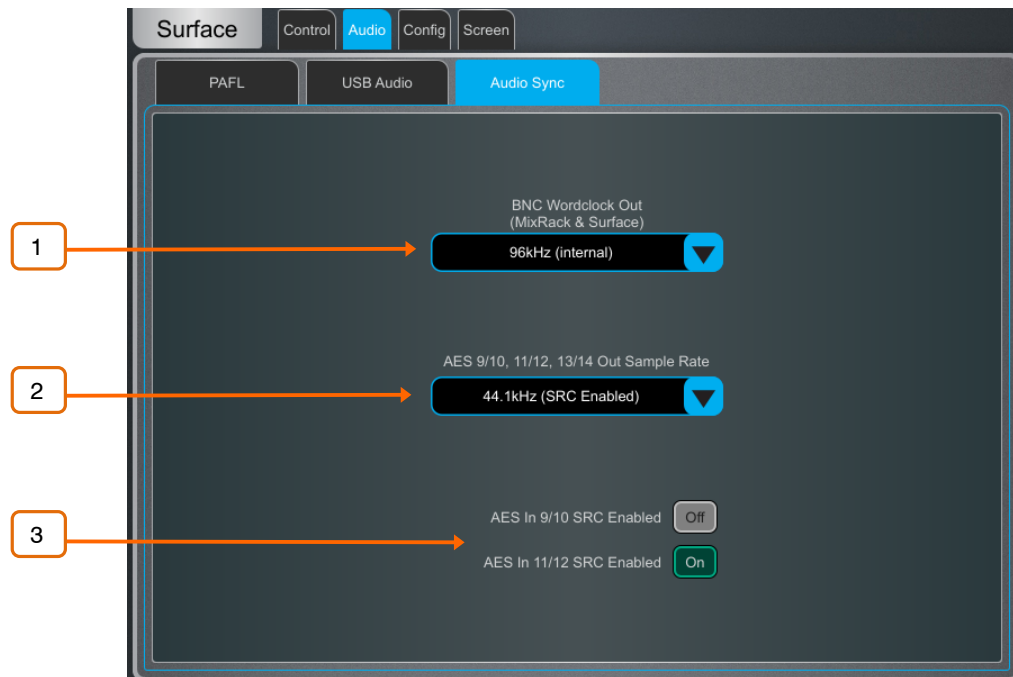 Surface
Control
Audio
Config
Screen
PAFL
USB Audio
Audio Sync
BNC Wordclock Out
(MixRack & Surface)
1
96kHz (internal)
AES 9/10, 11/12, 13/14 Out Sample Rate
2
44.1kHz (SRC Enabled)
AES In 9/10 SRC Enabled Off
3
AES In 11/12 SRC Enabled On